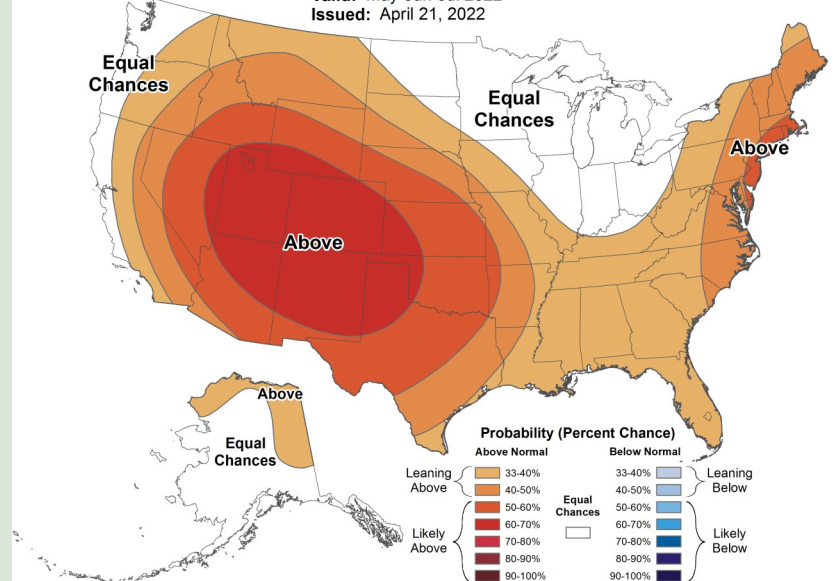 Issued: April 21, 2022
Equal
Chances
Equal
Chances
Above
Above
Above
Equal
Chances
Probability (Percent Chance)
Above Normal
Below Normal
Leaning
Above
33-40%
40-50%
50-60%
60-70%
70-80%
80-90%
90-100%
Likely
Above
Equal
Chances
33-40%
40-50%
50-60%
60-70%
70-80%
80-90%
90-100%
Leaning
Below
Likely
Below